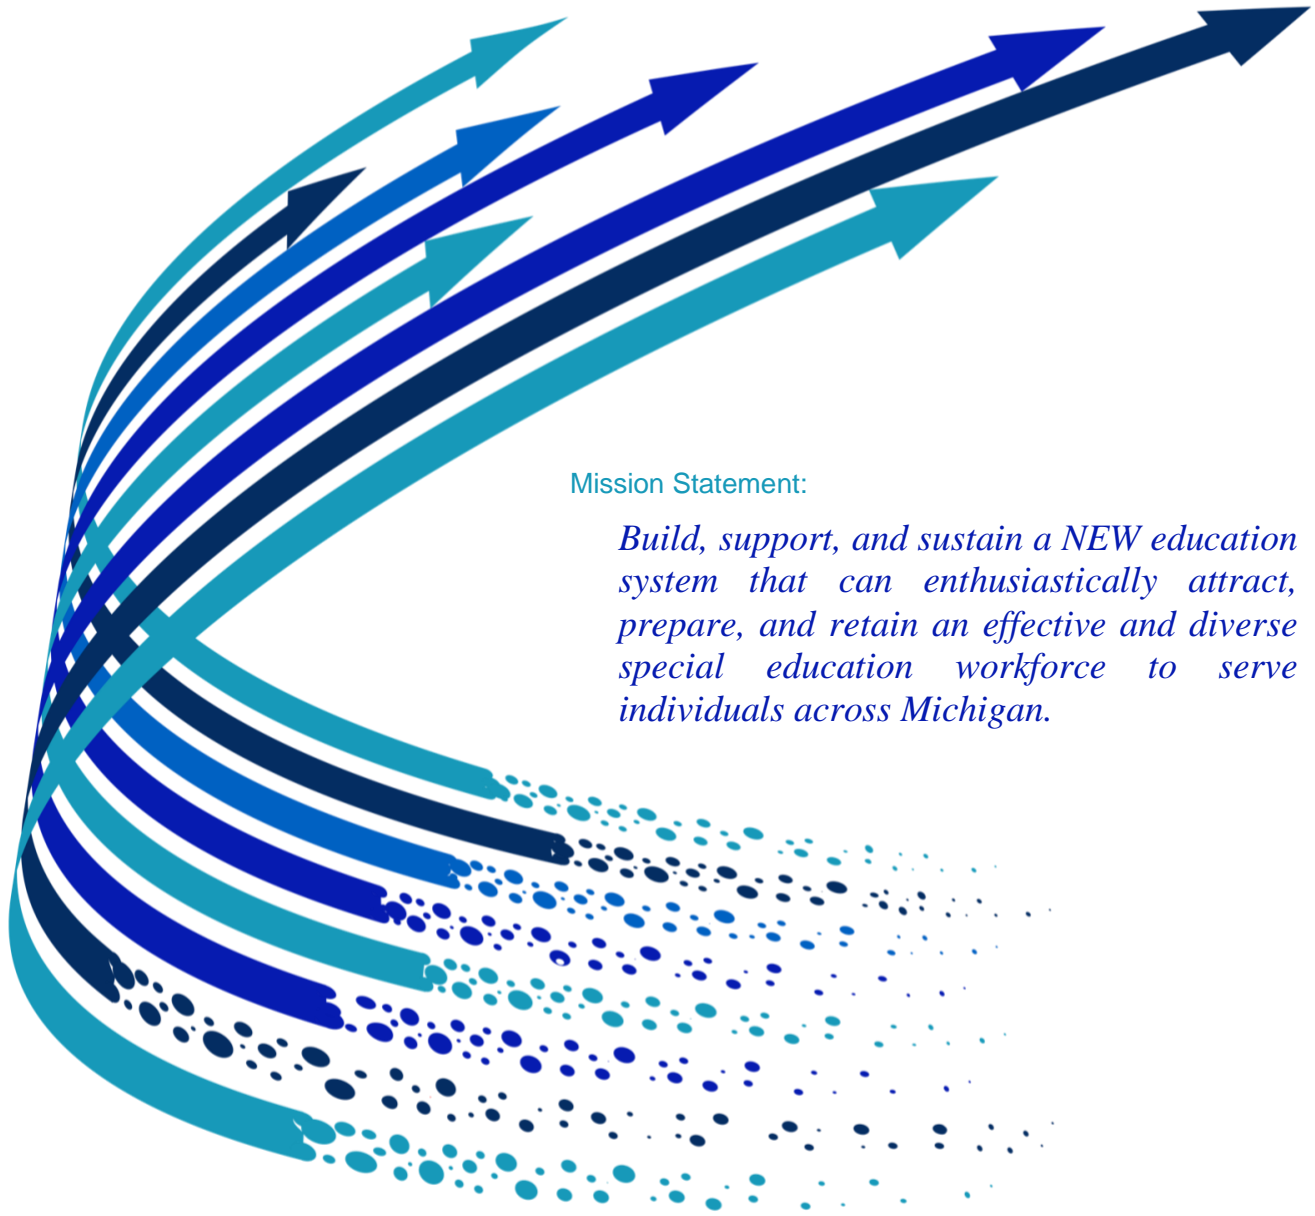 Mission Statement:
Build, support, and sustain a NEW education
system that can enthusiastically attract,
prepare, and retain an effective and diverse
special education workforce to serve
individuals across Michigan.